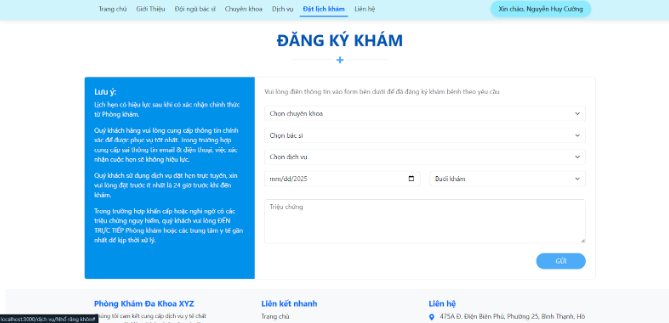 Trang chủ Giới Thiệu Đội ngũ bác sĩ Chuyên khoa Dịch vụ Đặt lịch khám Liên hệ Xin chào, Nguyễn Huy Cường
ĐĂNG KÝ KHÁM
Lưu ý:
Lịch hẹn có hiệu lực sau khi có xác nhận chính thức
từ Phòng khám.
Quý khách hàng vui lòng cung cấp thông tin chính
xác để được phục vụ tốt nhất. Trong trường hợp
cung cấp sai thông tin email & điện thoại, việc xác
nhận cuộc hẹn sẽ không hiệu lực.
Quý khách sử dụng dịch vụ đặt hẹn trực tuyến, xin
vui lòng đặt trước ít nhất là 24 giờ trước khi đến
khám.
Trong trường hợp khẩn cấp hoặc nghi ngờ có các
triệu chứng nguy hiểm, quý khách vui lòng ĐẾN
TRỰC TIẾP Phòng khám hoặc các trung tâm y tế gần
nhất để kịp thời xử lý.
Vui lòng điền thông tin vào form bên dưới để đã đăng ký khám bệnh theo yêu cầu
Chọn chuyên khoa
Chọn bác sĩ
Chọn dịch vụ
mm/dd/2025 Buổi khám
Triệu chứng
GỬI
Phòng Khám Đa Khoa XYZ
chúng tôi cam kết cung cấp dịch vụ y tế chất
Liên kết nhanh
Trang chủ
Liên hệ
475A Đ. Điện Biên Phủ, Phường 25, Bình Thạnh, Hồ